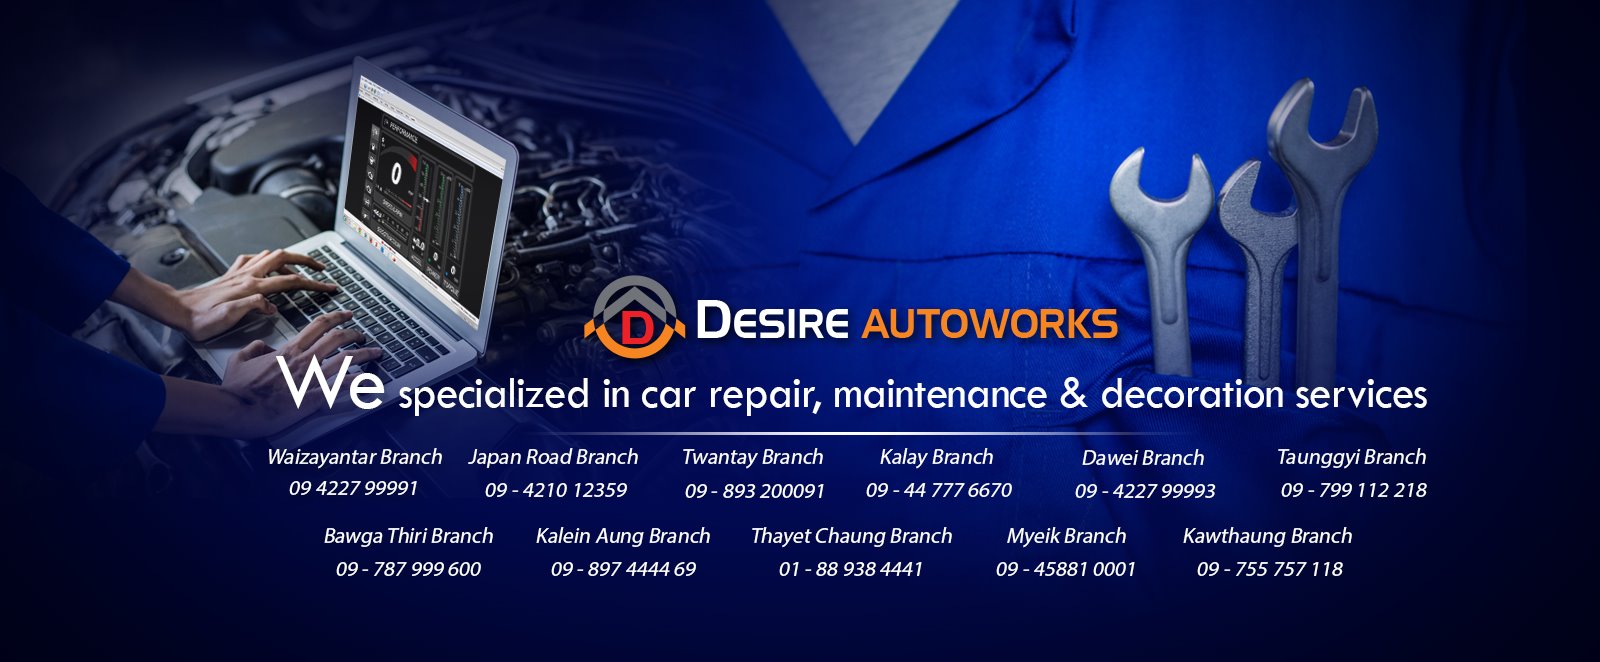 PERFORMANCE
0
DESIRE AUTOWORKS
D
We specialized in car repair, maintenance & decoration services
Waizayantar Branch Japan Road Branch Twantay Branch Kalay Branch Dawei Branch Taunggyi Branch
09 4227 99991 09 - 4210 12359 09 - 893 200091 09 - 44 777 6670 09 - 4227 99993 09 - 799 112 218
Bawga Thiri Branch Kalein Aung Branch Thayet Chaung Branch Myeik Branch Kawthaung Branch
09 - 787 999 600 09 - 897 4444 69 01 - 88 938 4441 09 - 45881 0001 09 - 755 757 118